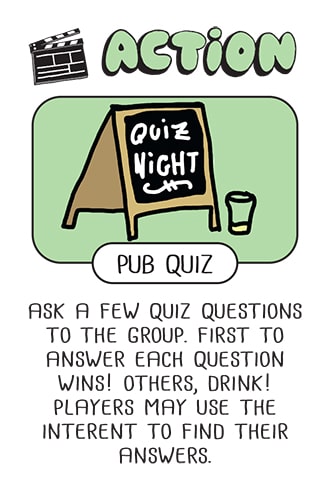 ACTION
QUIZ
NIGHT
PUB QUIZ
ASK A FEW QUIZ QUESTIONS
TO THE GROUP. FIRST TO
ANSWER EACH QUESTION
WINS! OTHERS, DRINK!
PLAYERS MAY USE THE
INTERENT TO FIND THEIR
ANSWERS.